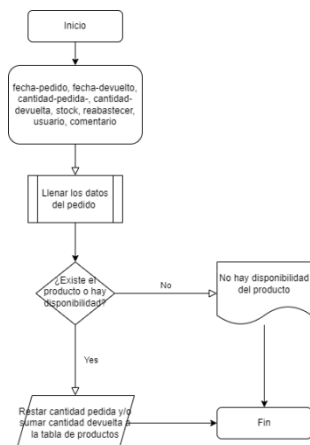 Inicio
fecha-pedido, fecha-devuelto,
cantidad-pedida-, cantidad-
devuelta, stock, reabastecer,
usuario, comentario
Llenar los datos
del pedido
¿Existe el
producto o hay
disponibilidad?
No
No hay disponibilidad
del producto
Yes
Restar cantidad pedida y/o
sumar cantidad devuelta a
la tabla de productos
Fin